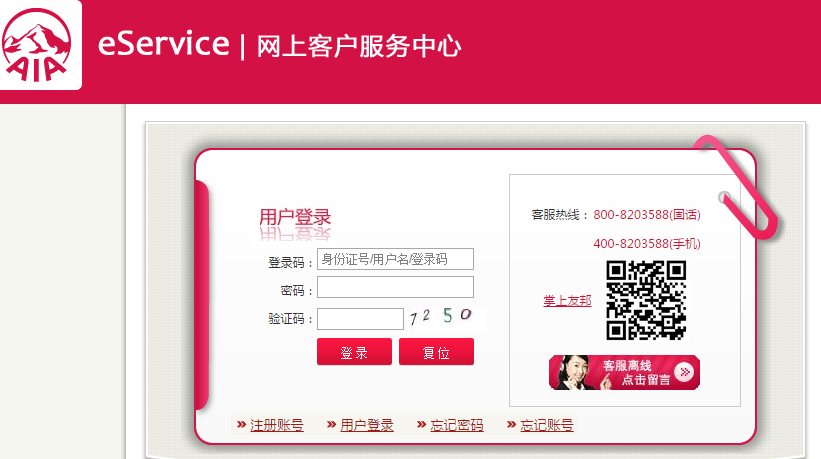 AIA
eService | 网上客户服务中心
用户登录
登录码：身份证号/用户名/登录码
密码：
验证码： 7250
登 录 复 位
客服热线：800-8203588(固话)
400-8203588(手机)
掌上友邦
客服离线
点击留言
注册账号 用户登录 忘记密码 忘记账号